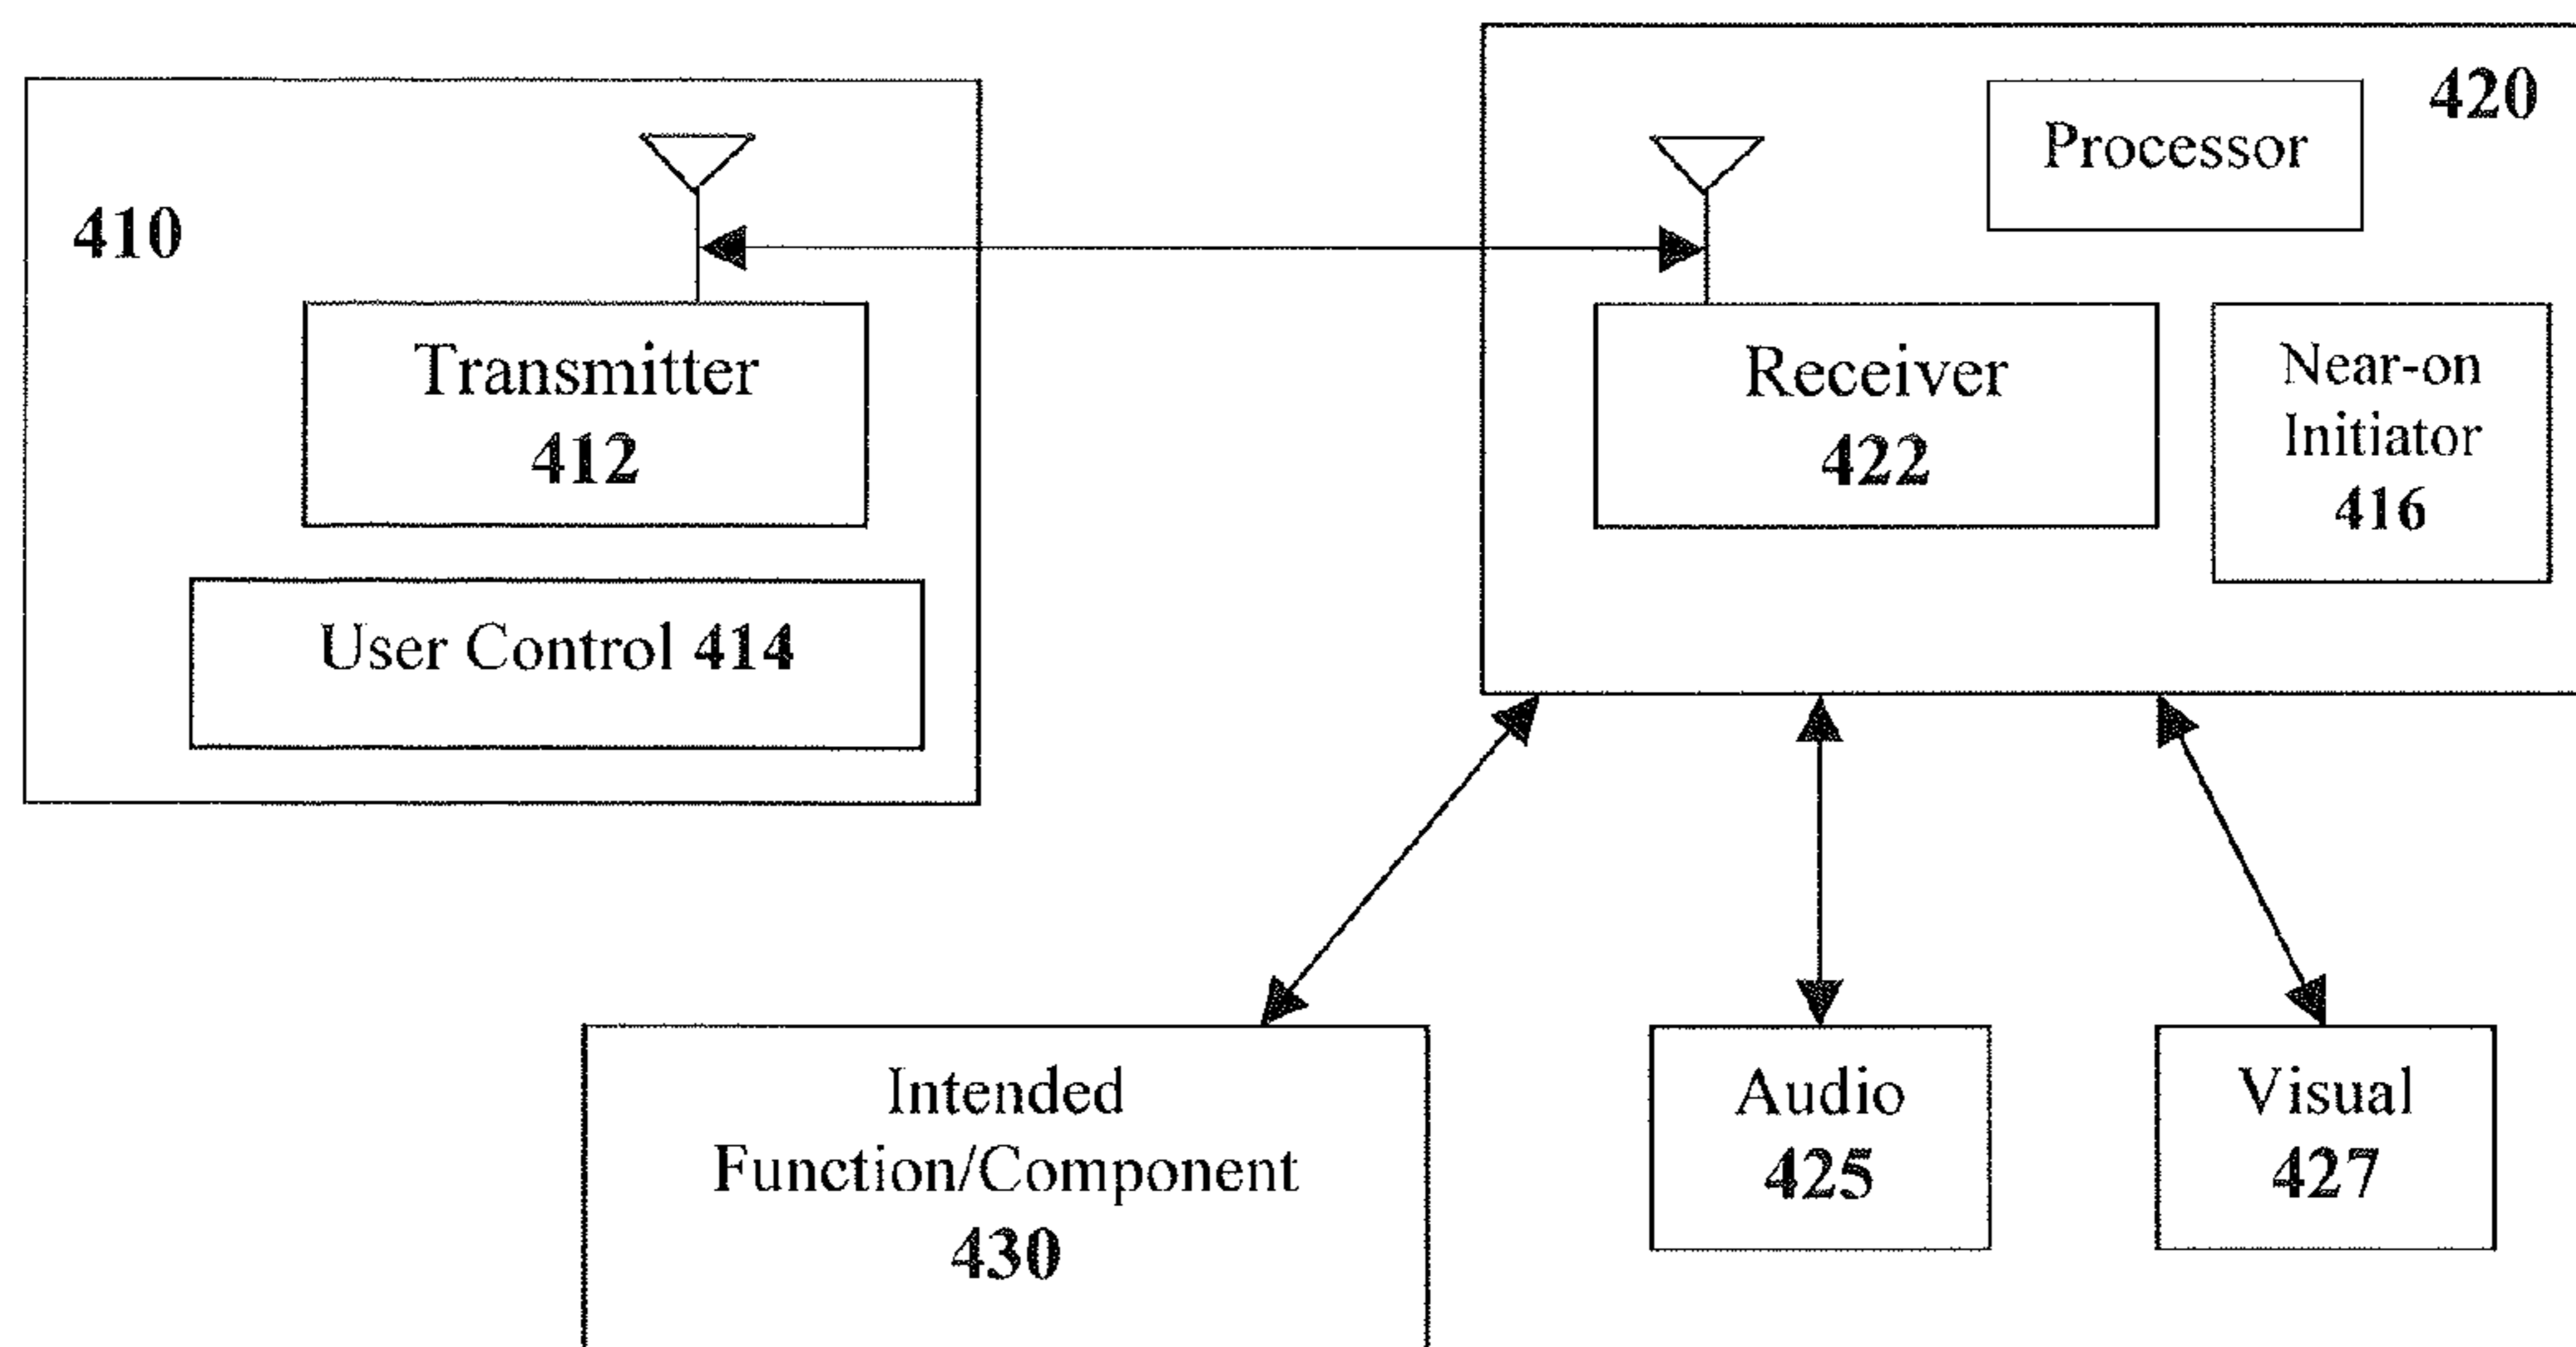 410
Transmitter
412
User Control 414
420
Processor
Receiver
422
Near-on
Initiator
416
Intended
Function/Component
430
Audio
425
Visual
427